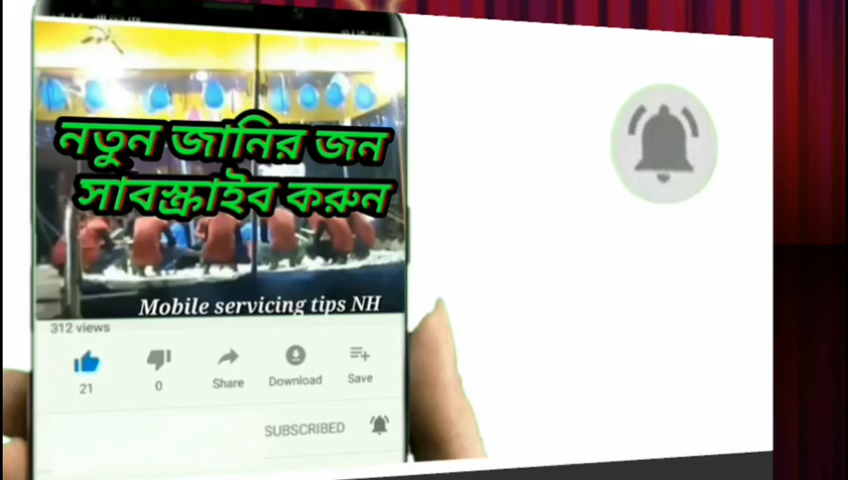 নতুন জানির জন
সাবস্ক্রাইব করুন
Mobile servicing tips NH
312 views
21
0
Share
Download
Save
SUBSCRIBED